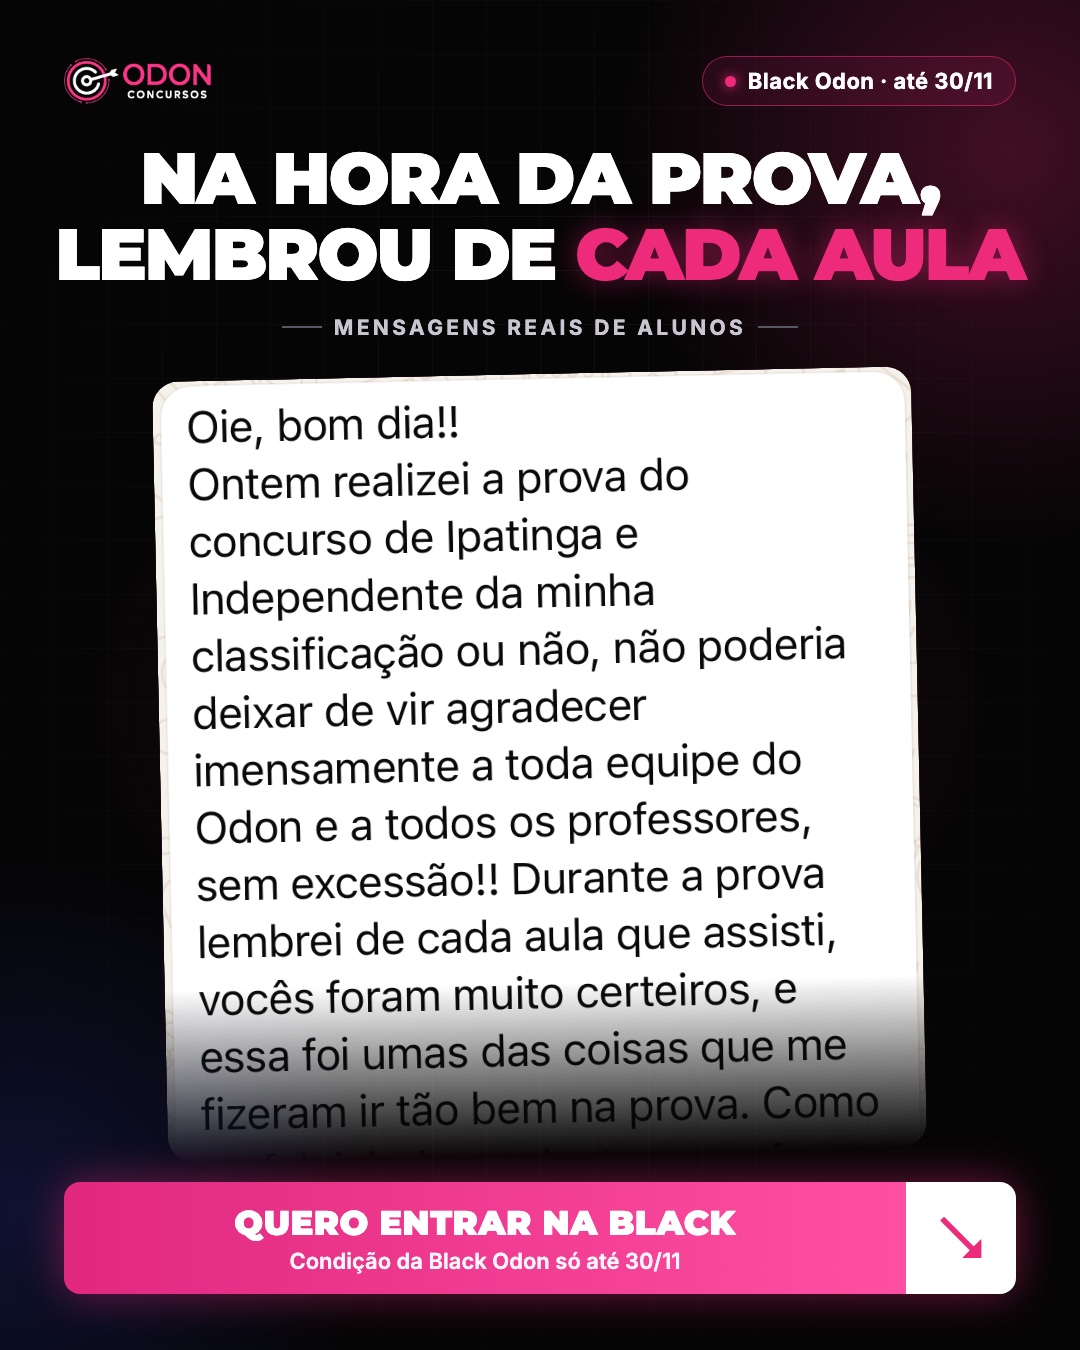 ODON
CONCURSOS
Black Odon · até 30/11
NA HORA DA PROVA,
LEMBROU DE CADA AULA
MENSAGENS REAIS DE ALUNOS
Oie, bom dia!!
Ontem realizei a prova do
concurso de Ipatinga e
Independente da minha
classificação ou não, não poderia
deixar de vir agradecer
imensamente a toda equipe do
Odon e a todos os professores,
sem excessão!! Durante a prova
lembrei de cada aula que assisti,
vocês foram muito certeiros, e
essa foi umas das coisas que me
fizeram ir tão bem na prova. Como
QUERO ENTRAR NA BLACK
Condição da Black Odon só até 30/11